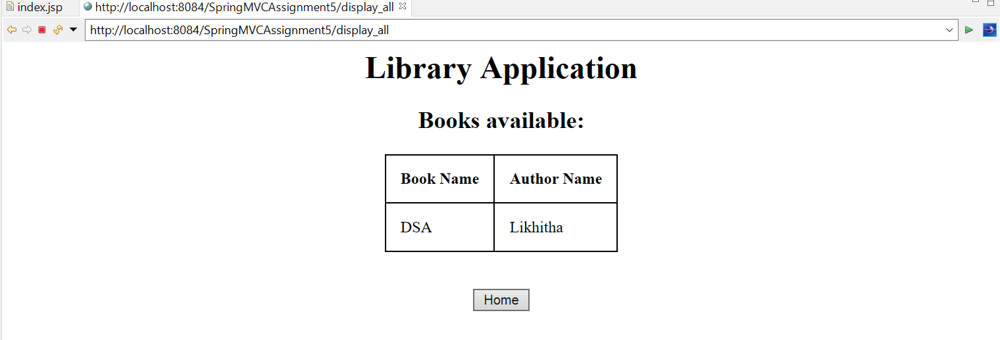 index.jsp http://localhost:8084/SpringMVCAssignment5/display_all
http://localhost:8084/SpringMVCAssignment5/display_all
Library Application
Books available:
Book Name Author Name
DSA Likhitha
Home